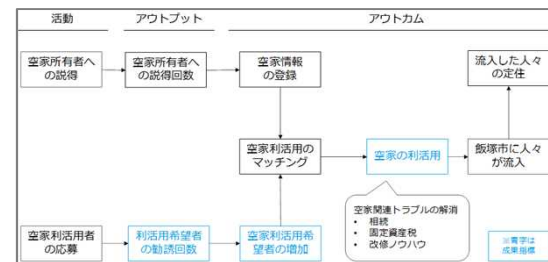 活動
アウトプット
アウトカム
空家所有者へ
の説得
空家所有者へ
の説得回数
空家情報
の登録
流入した人々
の定住
空家利活用の
マッチング
空家の利活用
飯塚市に人々
が流入
空家関連トラブルの解消
• 相続
• 固定資産税
• 改修ノウハウ
空家利活用者
の応募
利活用希望者
の勧誘回数
空家利活用希
望者の増加
※青字は
成果指標